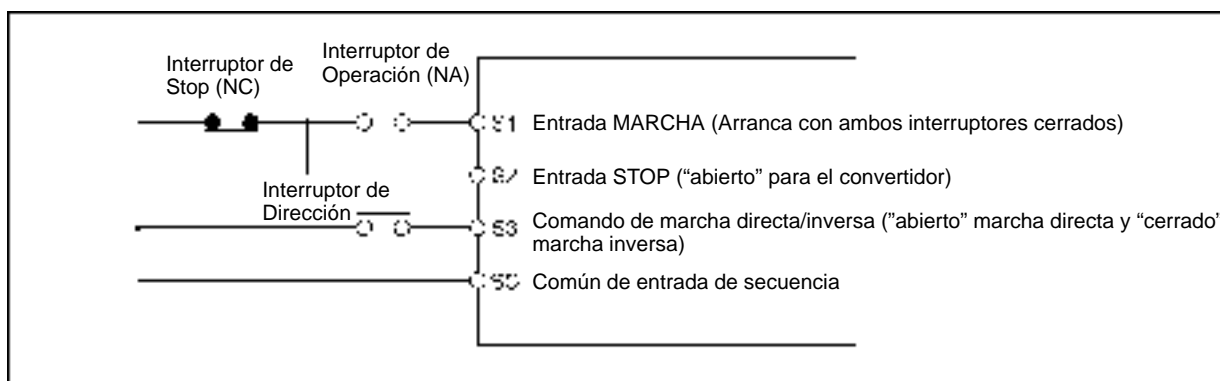 Interruptor de
Stop (NC)
Interruptor de
Operación (NA)
S1 Entrada MARCHA (Arranca con ambos interruptores cerrados)
Entrada STOP (“abierto” para el convertidor)
Interruptor de
Dirección
S3 Comando de marcha directa/inversa (”abierto” marcha directa y “cerrado”
marcha inversa)
Común de entrada de secuencia